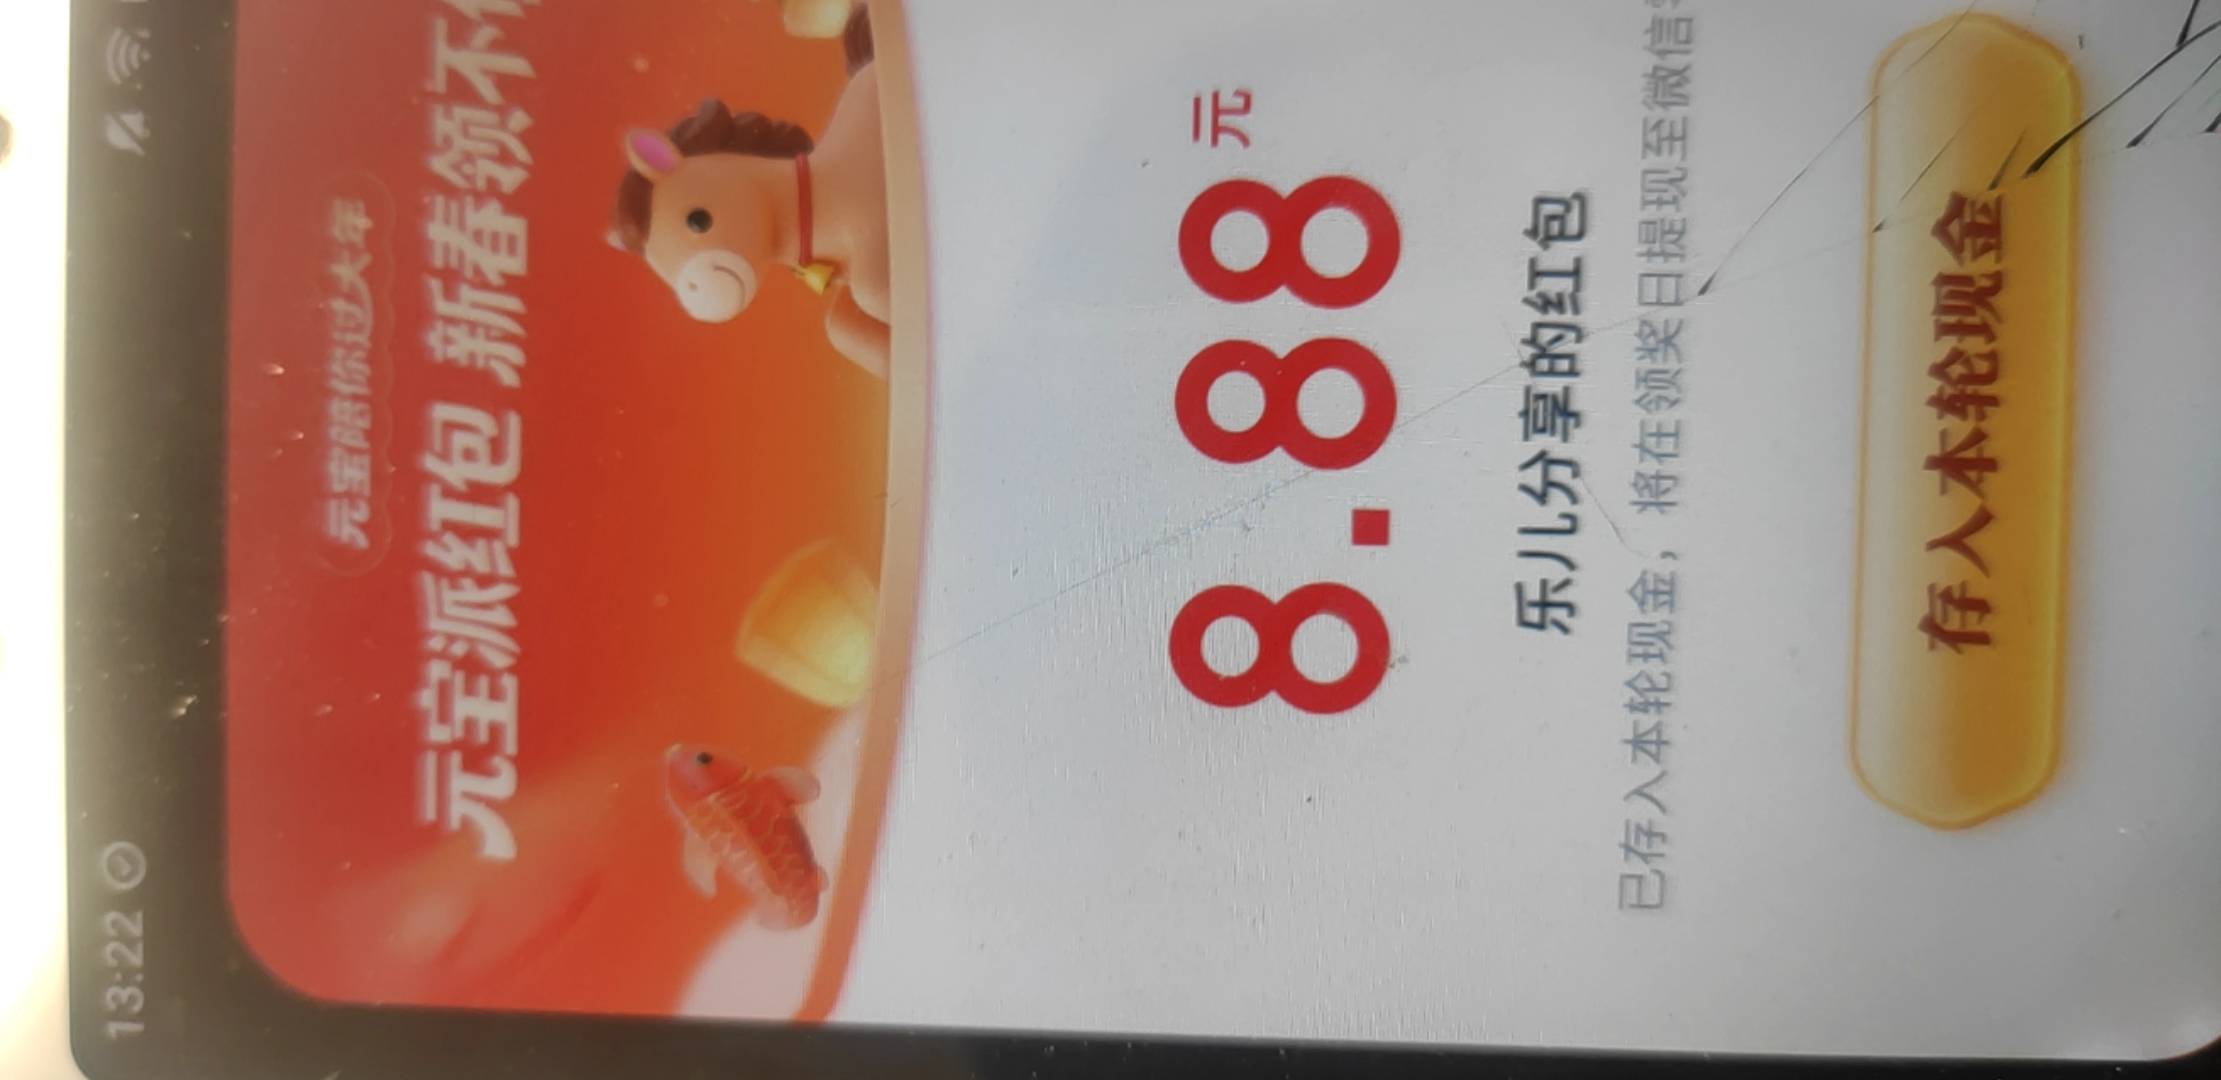 13:22
元宝陪你过大年
元宝派红包 新春领不
8.88元
乐儿分享的红包
已存入本轮现金，将在领奖日提现至微信
存入本轮现金